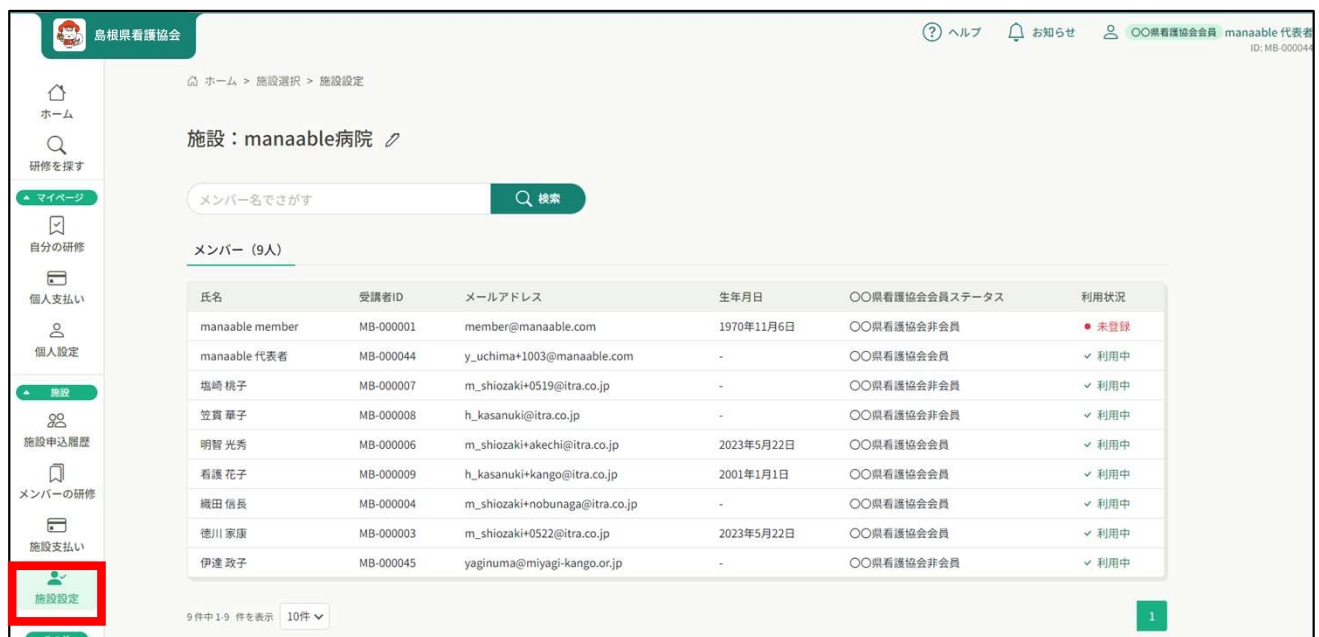 島根県看護協会
ヘルプ
お知らせ
〇〇県看護協会会員 manaable 代表者
ID: MB-000044
ホーム > 施設選択 > 施設設定
ホーム
研修を探す
マイページ
自分の研修
個人支払い
個人設定
施設
施設申込履歴
メンバーの研修
施設支払い
施設設定
施設：manaable病院
メンバー名でさがす 検索
メンバー（9人）
氏名 受講者ID メールアドレス 生年月日 〇〇県看護協会会員ステータス 利用状況
manaable member MB-000001 member@manaable.com 1970年11月6日 〇〇県看護協会非会員 未登録
manaable 代表者 MB-000044 y_uchima+1003@manaable.com - 〇〇県看護協会会員 利用中
塩崎 桃子 MB-000007 m_shiozaki+0519@itra.co.jp - 〇〇県看護協会非会員 利用中
笠貫 華子 MB-000008 h_kasanuki@itra.co.jp - 〇〇県看護協会非会員 利用中
明智 光秀 MB-000006 m_shiozaki+akechi@itra.co.jp 2023年5月22日 〇〇県看護協会会員 利用中
看護 花子 MB-000009 h_kasanuki+kango@itra.co.jp 2001年1月1日 〇〇県看護協会会員 利用中
織田 信長 MB-000004 m_shiozaki+nobunaga@itra.co.jp - 〇〇県看護協会会員 利用中
徳川 家康 MB-000003 m_shiozaki+0522@itra.co.jp 2023年5月22日 〇〇県看護協会会員 利用中
伊達 政子 MB-000045 yaginuma@miyagi-kango.or.jp - 〇〇県看護協会非会員 利用中
9件中 1-9 件を表示 10件 1